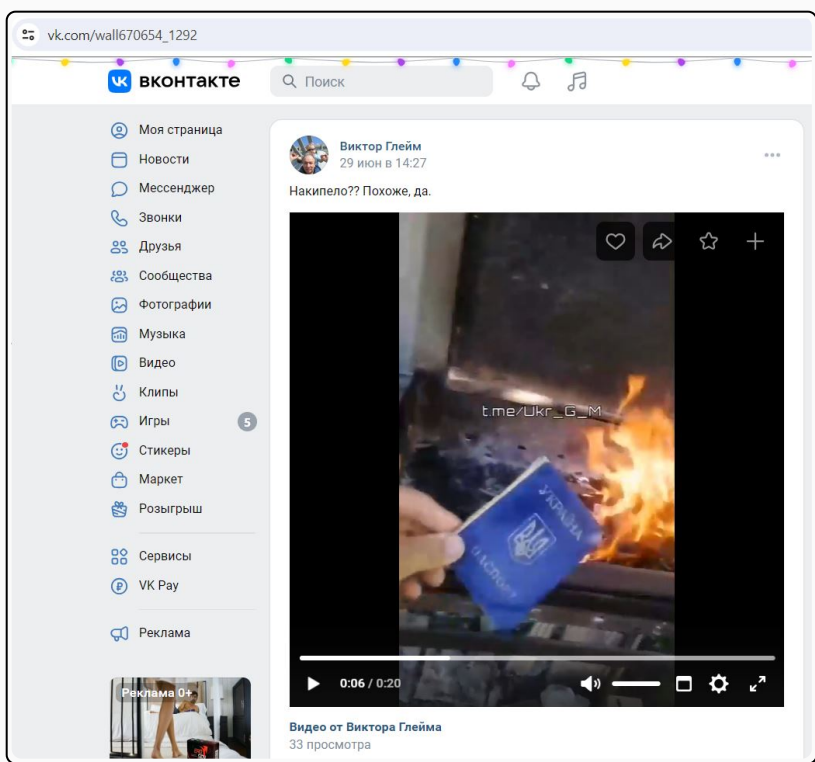 vk.com/wall670654_1292
вконтакте
Поиск
Моя страница
Новости
Мессенджер
Звонки
Друзья
Сообщества
Фотографии
Музыка
Видео
Клипы
Игры
5
Стикеры
Маркет
Розыгрыш
Сервисы
VK Pay
Реклама
Реклама 0+
Виктор Глейм
29 июн в 14:27
Накипело?? Похоже, да.
t.me/Ukr_G_M
УКРАЇНА
ПАСПОРТ
0:06 / 0:20
Видео от Виктора Глейма
33 просмотра